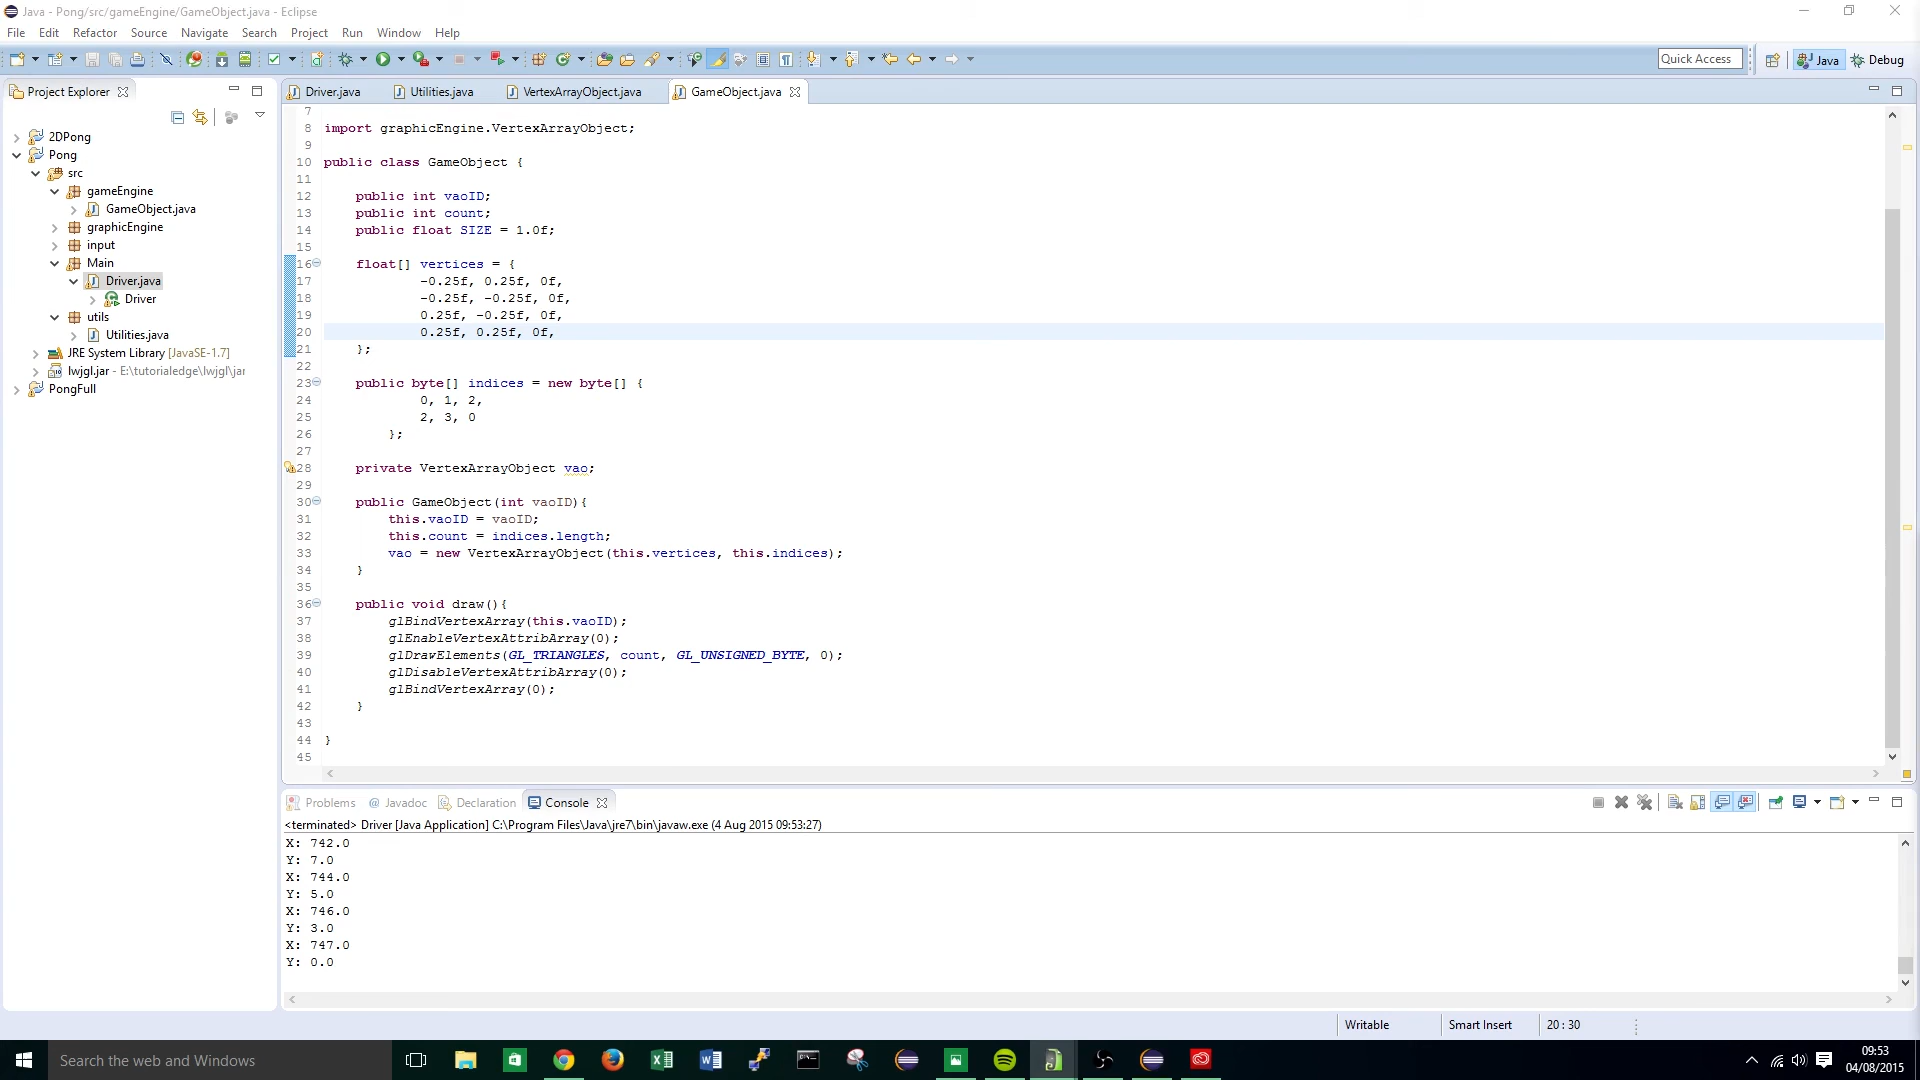 Java - Pong/src/gameEngine/GameObject.java - Eclipse
File Edit Refactor Source Navigate Search Project Run Window Help
Quick Access Java Debug
Project Explorer
2DPong
Pong
src
gameEngine
GameObject.java
graphicEngine
input
Main
Driver.java
Driver
utils
Utilities.java
JRE System Library [JavaSE-1.7]
lwjgl.jar - E:\tutorialedge\lwjgl\jar
PongFull
Driver.java Utilities.java VertexArrayObject.java GameObject.java
7
8 import graphicEngine.VertexArrayObject;
9
10 public class GameObject {
11
12 public int vaoID;
13 public int count;
14 public float SIZE = 1.0f;
15
16 float[] vertices = {
17 -0.25f, 0.25f, 0f,
18 -0.25f, -0.25f, 0f,
19 0.25f, -0.25f, 0f,
20 0.25f, 0.25f, 0f,
21 };
22
23 public byte[] indices = new byte[] {
24 0, 1, 2,
25 2, 3, 0
26 };
27
28 private VertexArrayObject vao;
29
30 public GameObject(int vaoID){
31 this.vaoID = vaoID;
32 this.count = indices.length;
33 vao = new VertexArrayObject(this.vertices, this.indices);
34 }
35
36 public void draw(){
37 glBindVertexArray(this.vaoID);
38 glEnableVertexAttribArray(0);
39 glDrawElements(GL_TRIANGLES, count, GL_UNSIGNED_BYTE, 0);
40 glDisableVertexAttribArray(0);
41 glBindVertexArray(0);
42 }
43
44 }
45
Problems @ Javadoc Declaration Console
<terminated> Driver [Java Application] C:\Program Files\Java\jre7\bin\javaw.exe (4 Aug 2015 09:53:27)
X: 742.0
Y: 7.0
X: 744.0
Y: 5.0
X: 746.0
Y: 3.0
X: 747.0
Y: 0.0
Writable Smart Insert 20 : 30
Search the web and Windows
09:53
04/08/2015